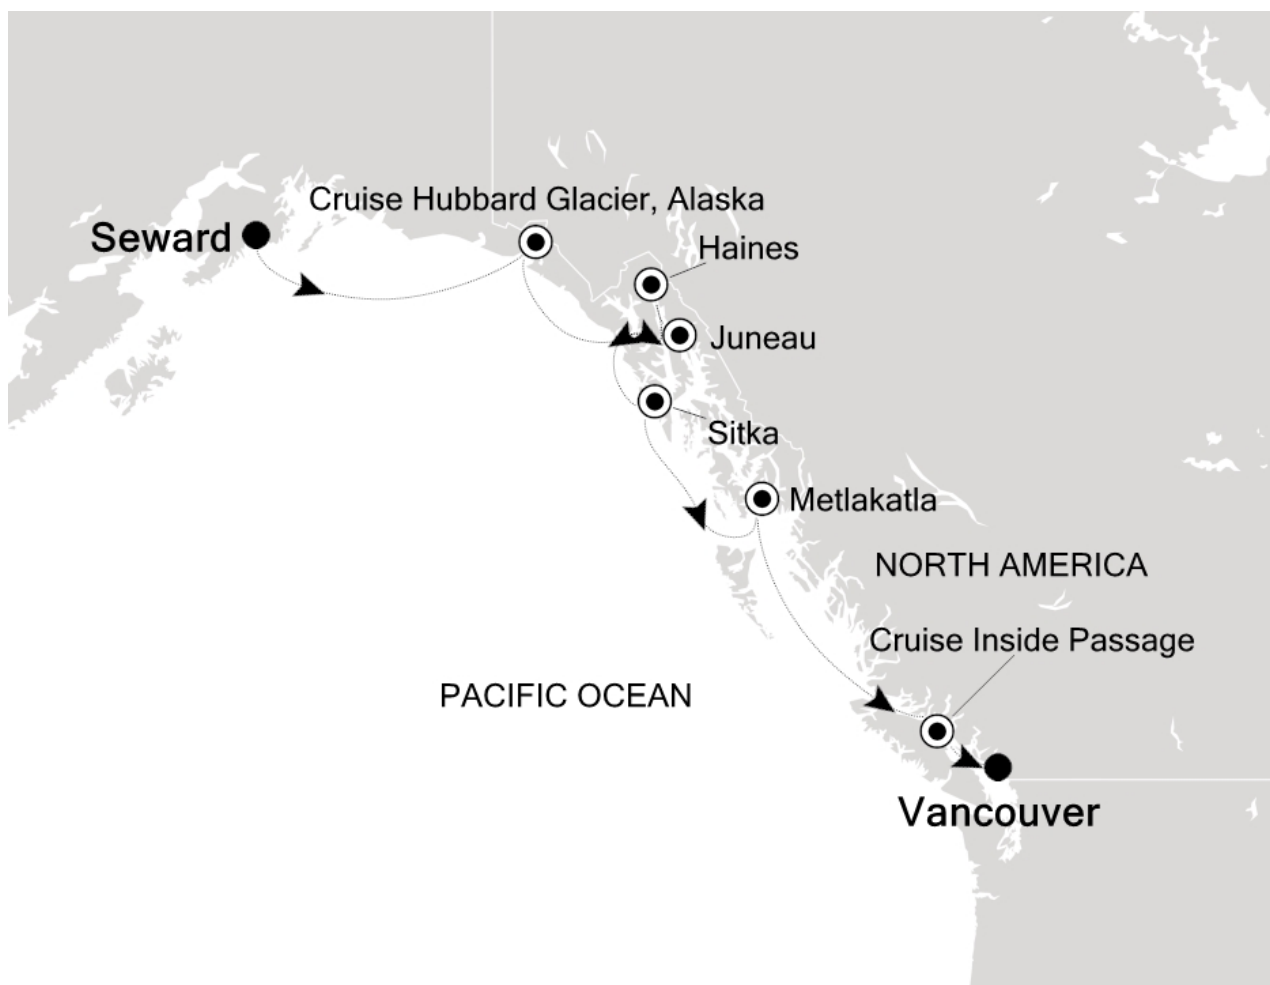 Cruise Hubbard Glacier, Alaska
Seward
Haines
Juneau
Sitka
Metlakatla
NORTH AMERICA
Cruise Inside Passage
PACIFIC OCEAN
Vancouver